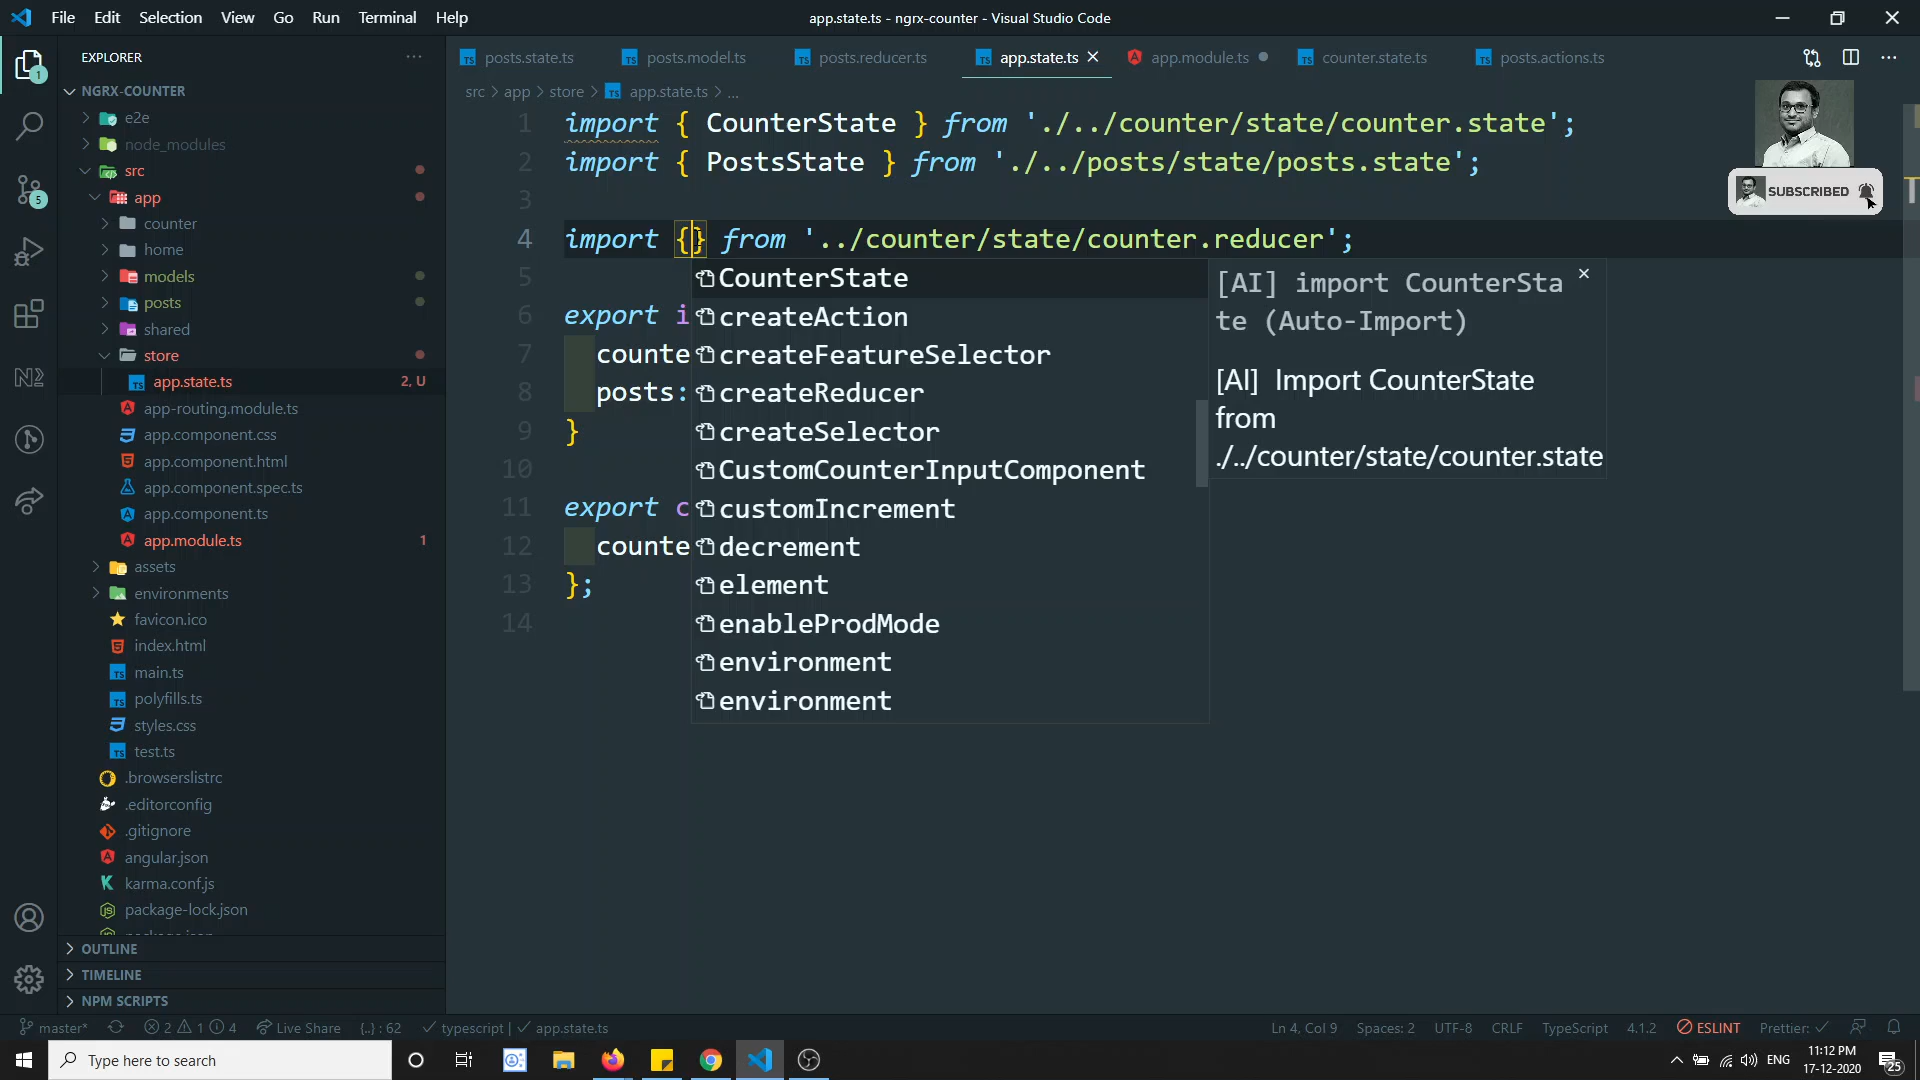 File Edit Selection View Go Run Terminal Help
app.state.ts - ngrx-counter - Visual Studio Code
EXPLORER
NGRX-COUNTER
e2e
node_modules
src
app
counter
home
models
posts
shared
store
app.state.ts 2, U
app-routing.module.ts
app.component.css
app.component.html
app.component.spec.ts
app.component.ts
app.module.ts 1
assets
environments
favicon.ico
index.html
main.ts
polyfills.ts
styles.css
test.ts
.browserslistrc
.editorconfig
.gitignore
angular.json
karma.conf.js
package-lock.json
OUTLINE
TIMELINE
NPM SCRIPTS
1
5
posts.state.ts posts.model.ts posts.reducer.ts app.state.ts app.module.ts counter.state.ts posts.actions.ts
src > app > store > app.state.ts > ...
1 import { CounterState } from './../counter/state/counter.state';
2 import { PostsState } from './../posts/state/posts.state';
3
4 import {} from '../counter/state/counter.reducer';
5
6 export i
7 counte
8 posts:
9 }
10
11 export c
12 counte
13 };
14
CounterState
createAction
createFeatureSelector
createReducer
createSelector
CustomCounterInputComponent
customIncrement
decrement
element
enableProdMode
environment
environment
[AI] import CounterSta
te (Auto-Import)
[AI] Import CounterState
from
./../counter/state/counter.state
SUBSCRIBED
master* 2 1 4 Live Share {..} : 62 typescript | app.state.ts
Ln 4, Col 9 Spaces: 2 UTF-8 CRLF TypeScript 4.1.2 ESLINT Prettier:
Type here to search
ENG
11:12 PM
17-12-2020
25